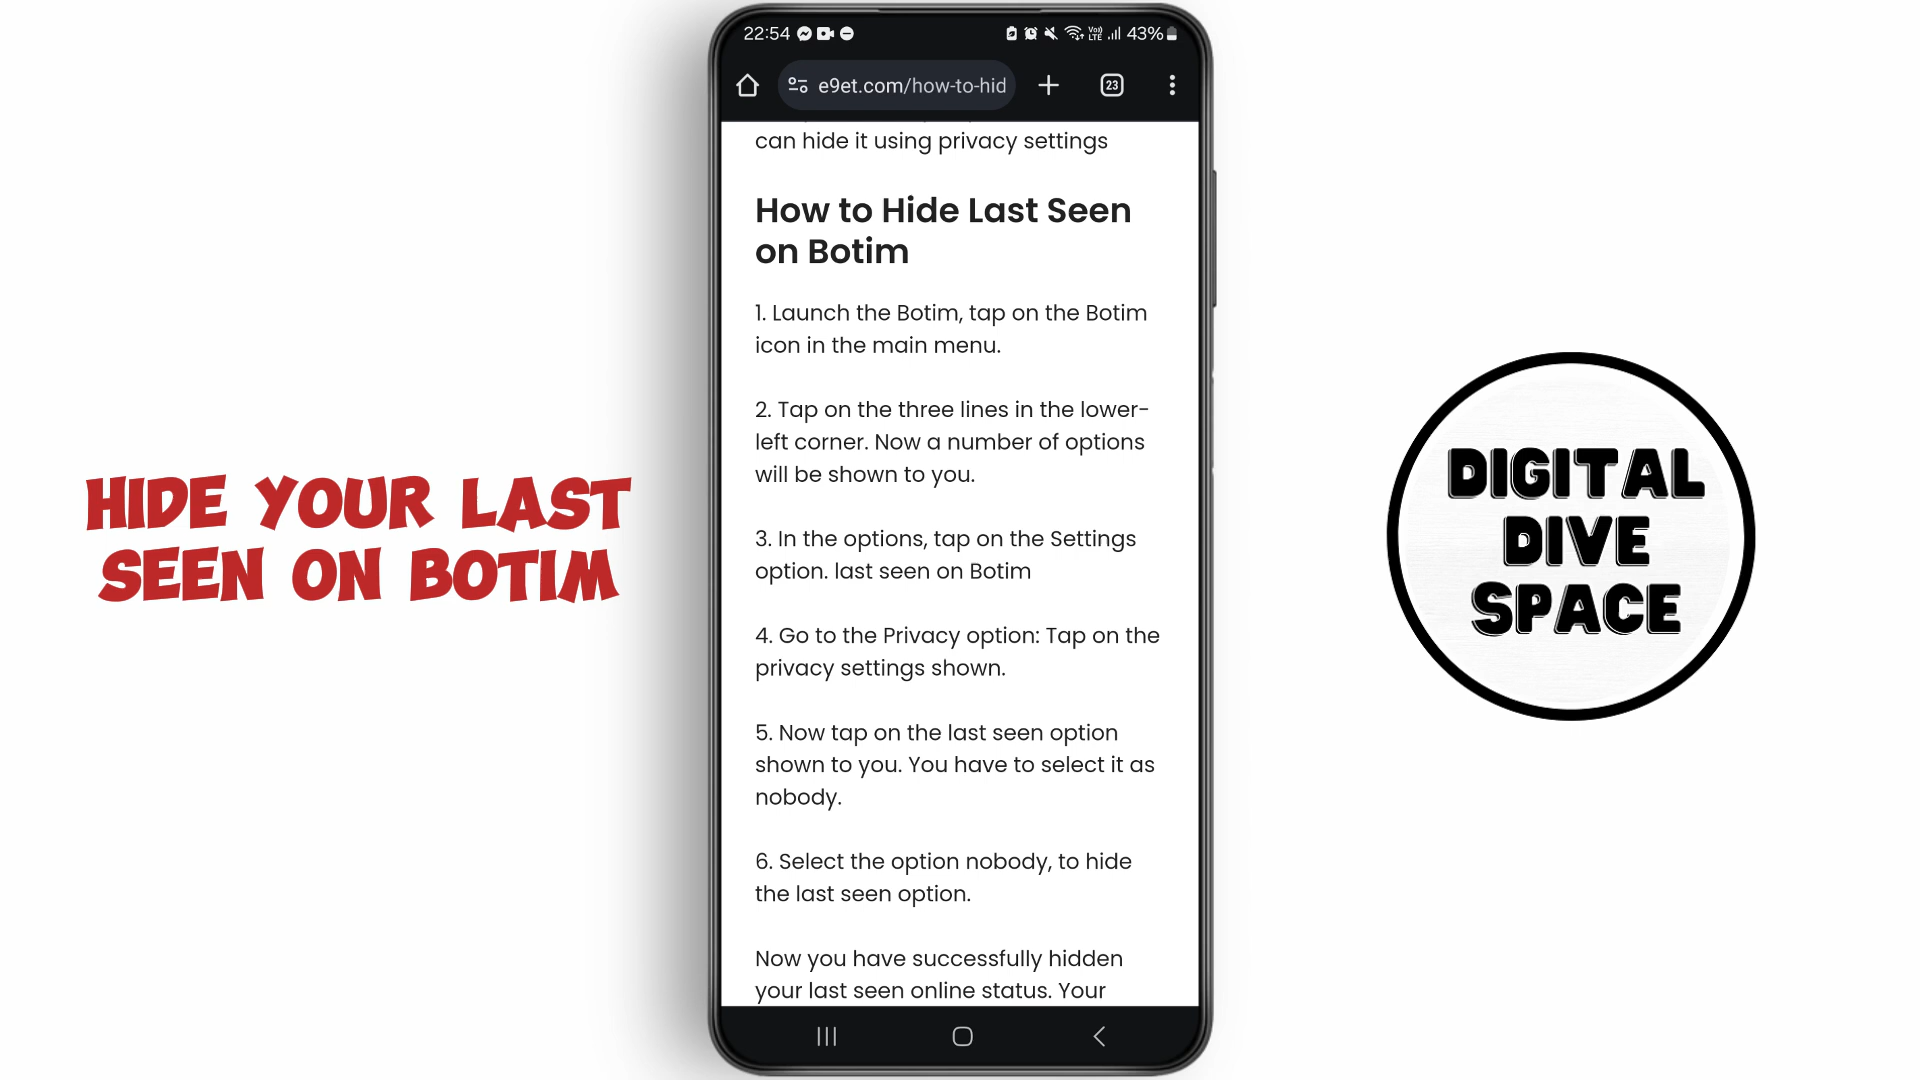 22:54
Vo))
LTE
43%
e9et.com/how-to-hid
23
can hide it using privacy settings
How to Hide Last Seen
on Botim
1. Launch the Botim, tap on the Botim
icon in the main menu.
2. Tap on the three lines in the lower-
left corner. Now a number of options
will be shown to you.
3. In the options, tap on the Settings
option. last seen on Botim
4. Go to the Privacy option: Tap on the
privacy settings shown.
5. Now tap on the last seen option
shown to you. You have to select it as
nobody.
6. Select the option nobody, to hide
the last seen option.
Now you have successfully hidden
your last seen online status. Your
HIDE YOUR LAST
SEEN ON BOTIM
DIGITAL
DIVE
SPACE